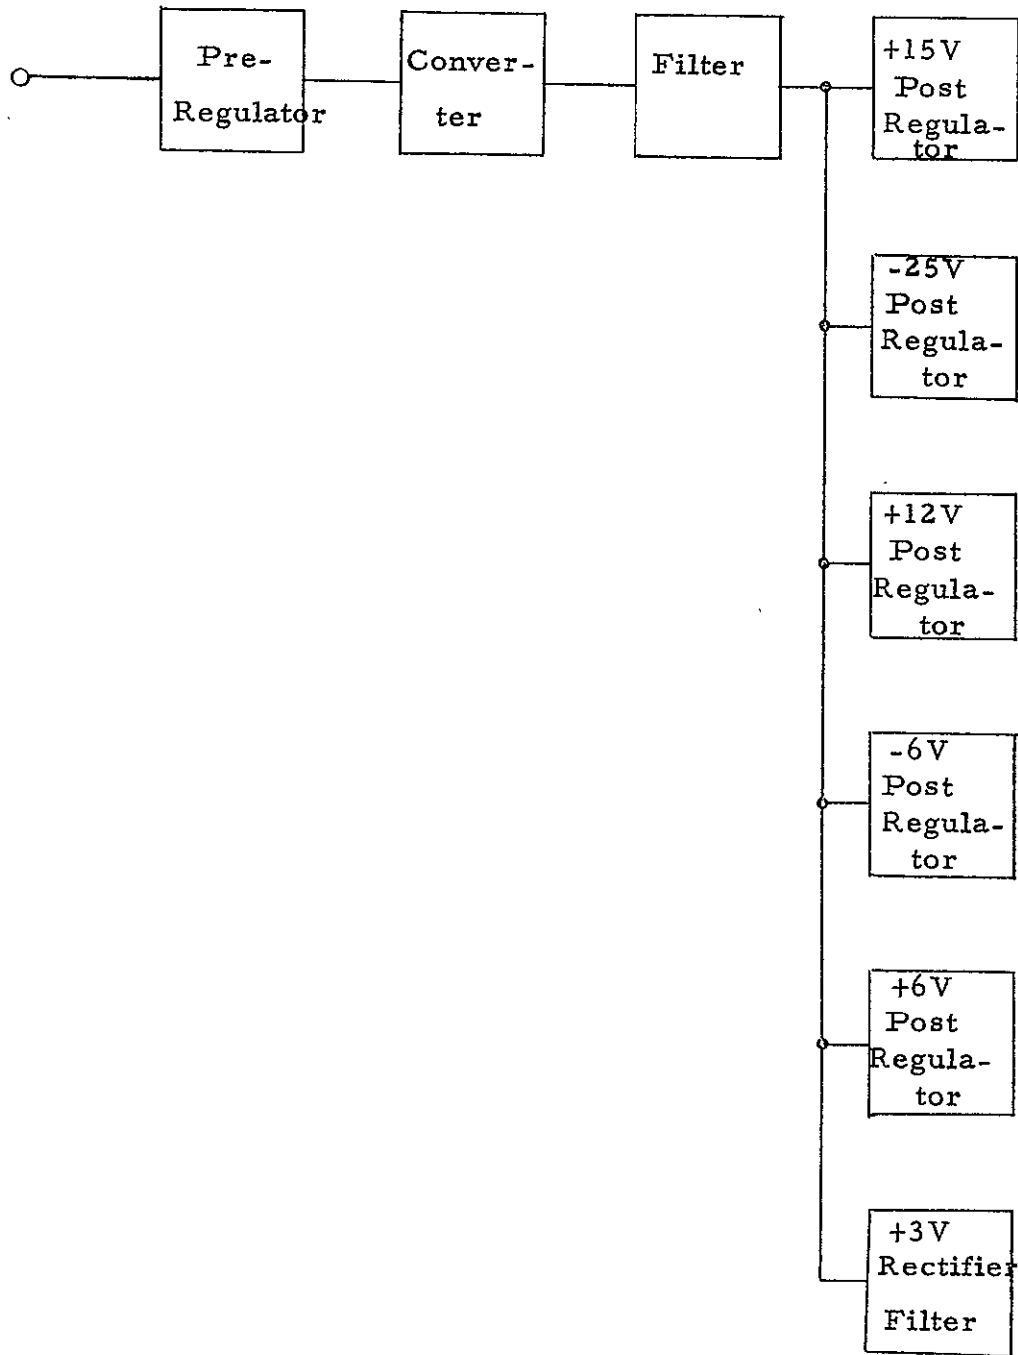 Pre-
Regulator
Conver-
ter
Filter
+15V
Post
Regula-
tor
-25V
Post
Regula-
tor
+12V
Post
Regula-
tor
-6V
Post
Regula-
tor
+6V
Post
Regula-
tor
+3V
Rectifier
Filter